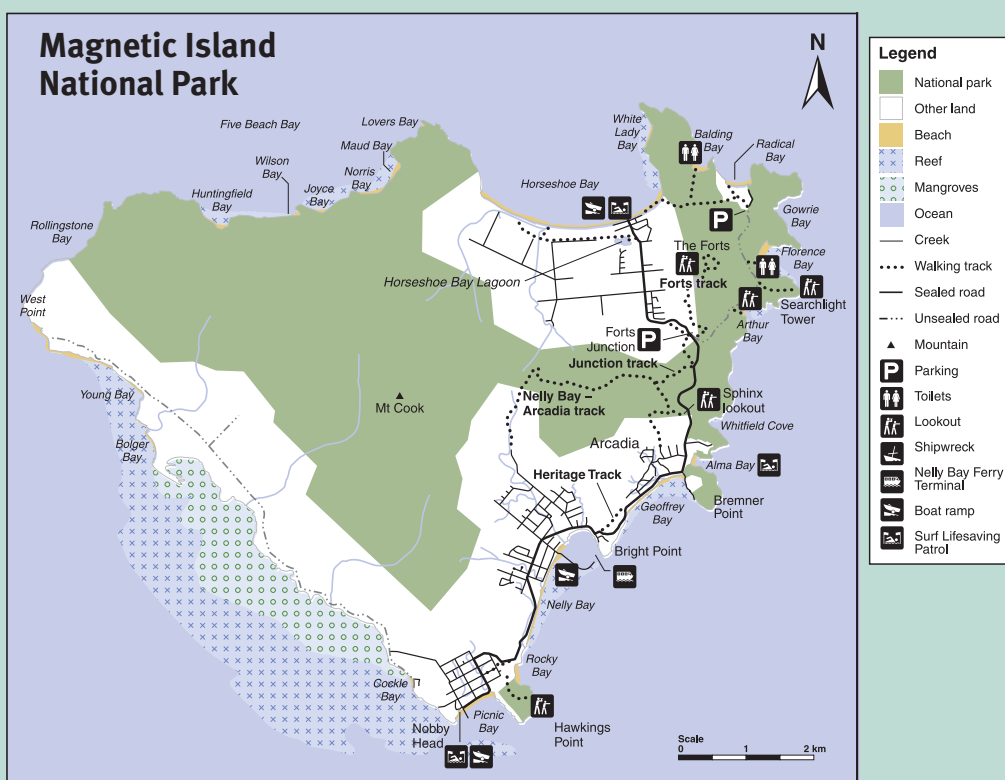 Magnetic Island
National Park
N
Five Beach Bay
Lovers Bay
Maud Bay
Wilson
Bay
Norris
Bay
Joyce
Bay
Huntingfield
Bay
Rollingstone
Bay
West
Point
White
Lady
Bay
Balding
Bay
Radical
Bay
Horseshoe Bay
P
Gowrie
Bay
The Forts
Florence
Bay
Horseshoe Bay Lagoon
Forts track
Searchlight
Tower
Arthur
Bay
Forts
Junction
P
Junction track
Young Bay
Mt Cook
Nelly Bay –
Arcadia track
Sphinx
lookout
Whitfield Cove
Bolger
Bay
Arcadia
Alma Bay
Heritage Track
Geoffrey
Bay
Bremner
Point
Bright Point
Nelly Bay
Rocky
Bay
Cockle
Bay
Picnic
Bay
Nobby
Head
Hawkings
Point
Scale
0 1 2 km
Legend
National park
Other land
Beach
Reef
Mangroves
Ocean
Creek
Walking track
Sealed road
Unsealed road
Mountain
P Parking
Toilets
Lookout
Shipwreck
Nelly Bay Ferry
Terminal
Boat ramp
Surf Lifesaving
Patrol